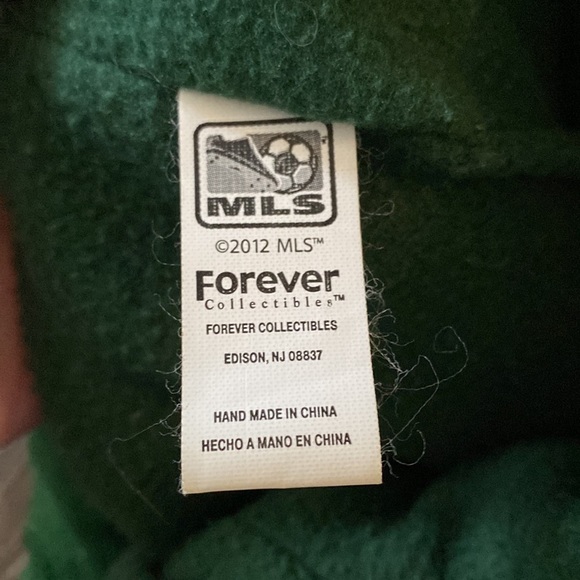 MLS
©2012 MLS™
Forever
Collectibles™
FOREVER COLLECTIBLES
EDISON, NJ 08837
HAND MADE IN CHINA
HECHO A MANO EN CHINA